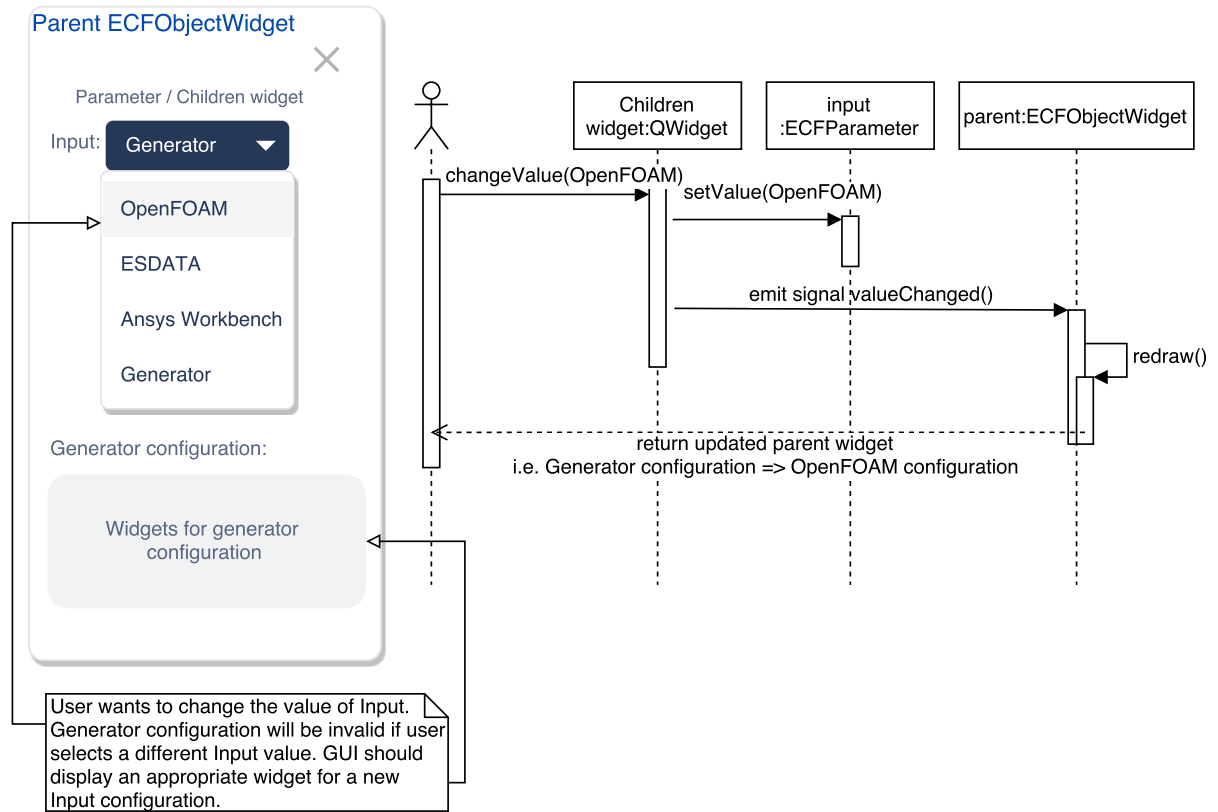 Parent ECFObjectWidget
Parameter / Children widget
Input:
Generator
OpenFOAM
ESDATA
Ansys Workbench
Generator
Generator configuration:
Widgets for generator
configuration
User wants to change the value of Input.
Generator configuration will be invalid if user
selects a different Input value. GUI should
display an appropriate widget for a new
Input configuration.
Children
widget:QWidget
input
:ECFParameter
parent:ECFObjectWidget
changeValue(OpenFOAM)
setValue(OpenFOAM)
emit signal valueChanged()
redraw()
return updated parent widget
i.e. Generator configuration => OpenFOAM configuration